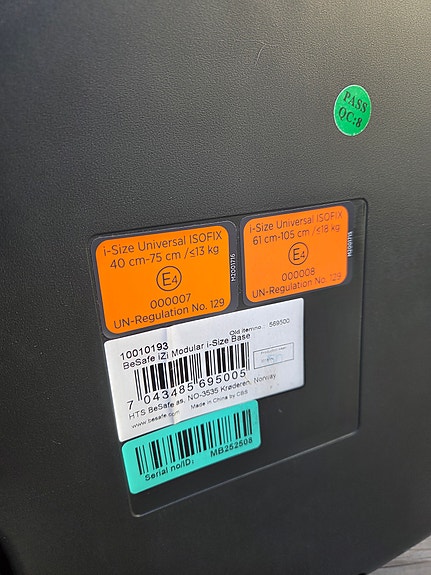 PASS
QC:8
i-Size Universal ISOFIX
40 cm-75 cm /≤13 kg
E4
000007
UN-Regulation No. 129
M2001716
i-Size Universal ISOFIX
61 cm-105 cm /≤18 kg
E4
000008
UN-Regulation No. 129
M2001718
10010193
Old itemno.: 569500
BeSafe iZi Modular i-Size Base
7 043485 695005
HTS BeSafe as, NO-3535 Krøderen, Norway
www.besafe.com Made in China by CBS
Serial no/ID: MB252508